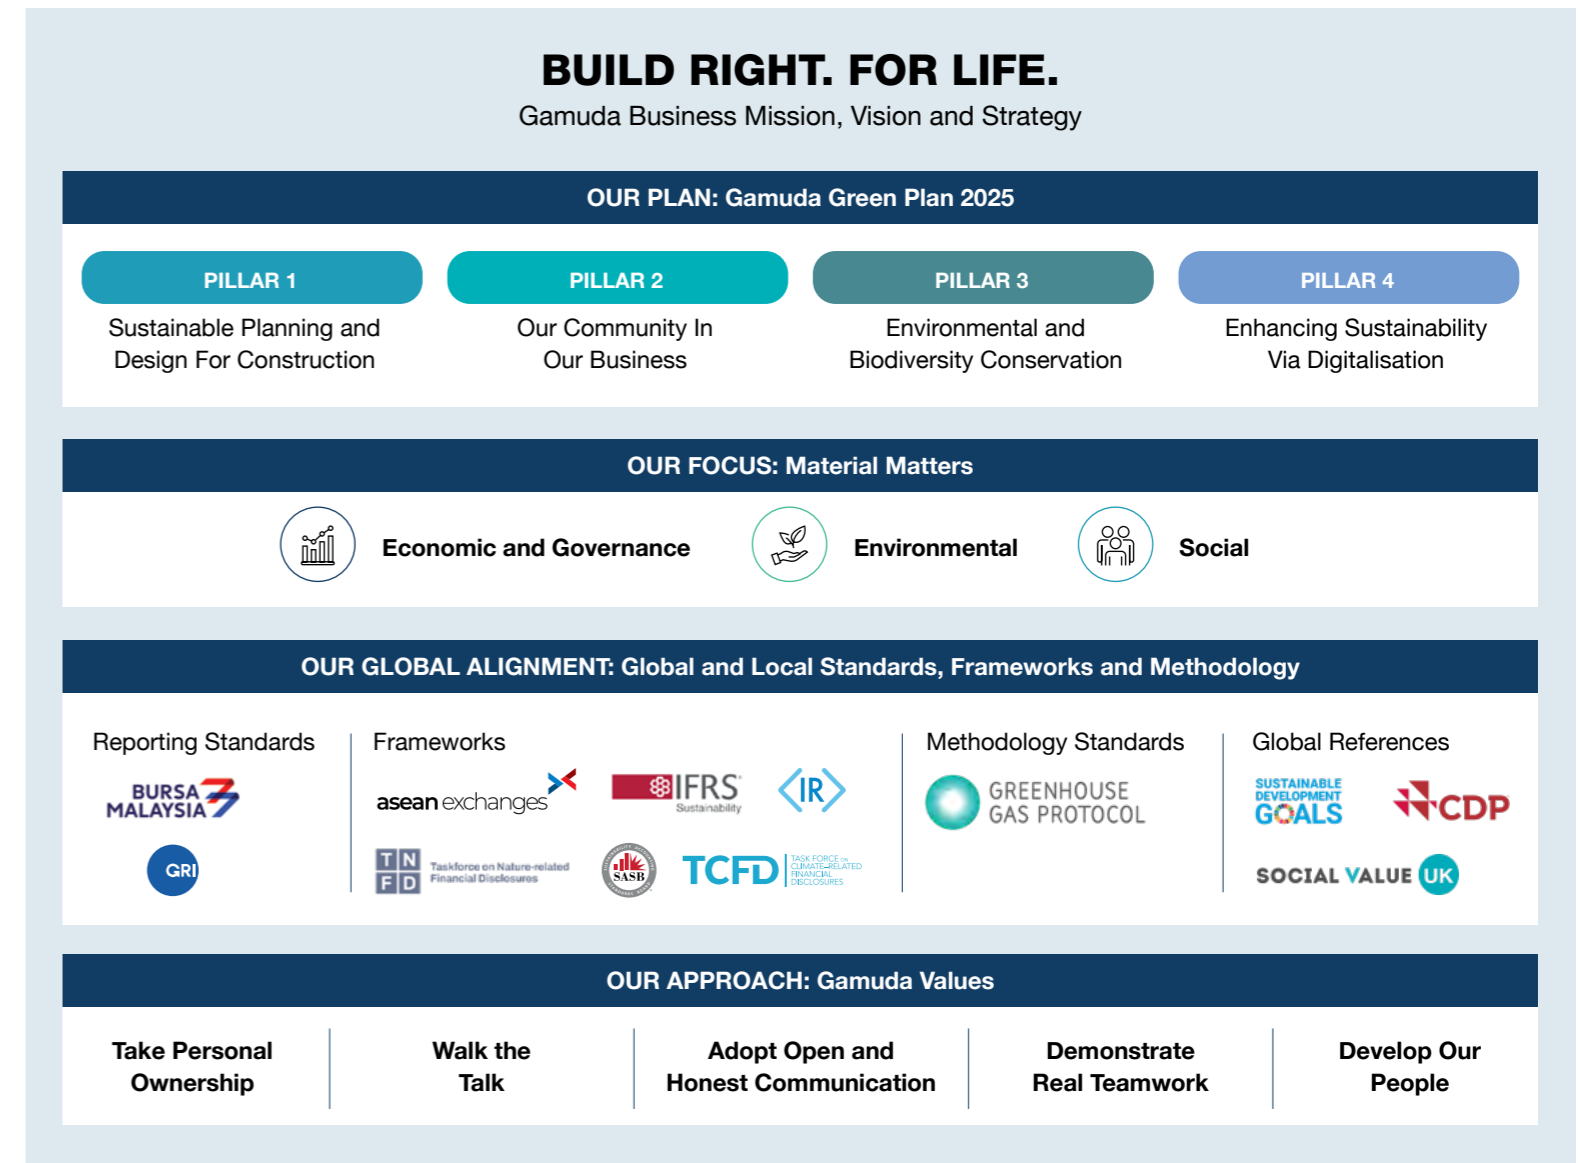 BUILD RIGHT. FOR LIFE.
Gamuda Business Mission, Vision and Strategy
OUR PLAN: Gamuda Green Plan 2025
PILLAR 1
Sustainable Planning and
Design For Construction
PILLAR 2
Our Community In
Our Business
PILLAR 3
Environmental and
Biodiversity Conservation
PILLAR 4
Enhancing Sustainability
Via Digitalisation
OUR FOCUS: Material Matters
Economic and Governance
Environmental
Social
OUR GLOBAL ALIGNMENT: Global and Local Standards, Frameworks and Methodology
Reporting Standards
BURSA
MALAYSIA
GRI
Frameworks
asean exchanges
IFRS
Sustainability
IR
TN
FD
Taskforce on Nature-related
Financial Disclosures
SASB
TCFD
TASK FORCE ON
CLIMATE-RELATED
FINANCIAL
DISCLOSURES
Methodology Standards
GREENHOUSE
GAS PROTOCOL
Global References
SUSTAINABLE
DEVELOPMENT
GOALS
CDP
SOCIAL VALUE UK
OUR APPROACH: Gamuda Values
Take Personal
Ownership
Walk the
Talk
Adopt Open and
Honest Communication
Demonstrate
Real Teamwork
Develop Our
People